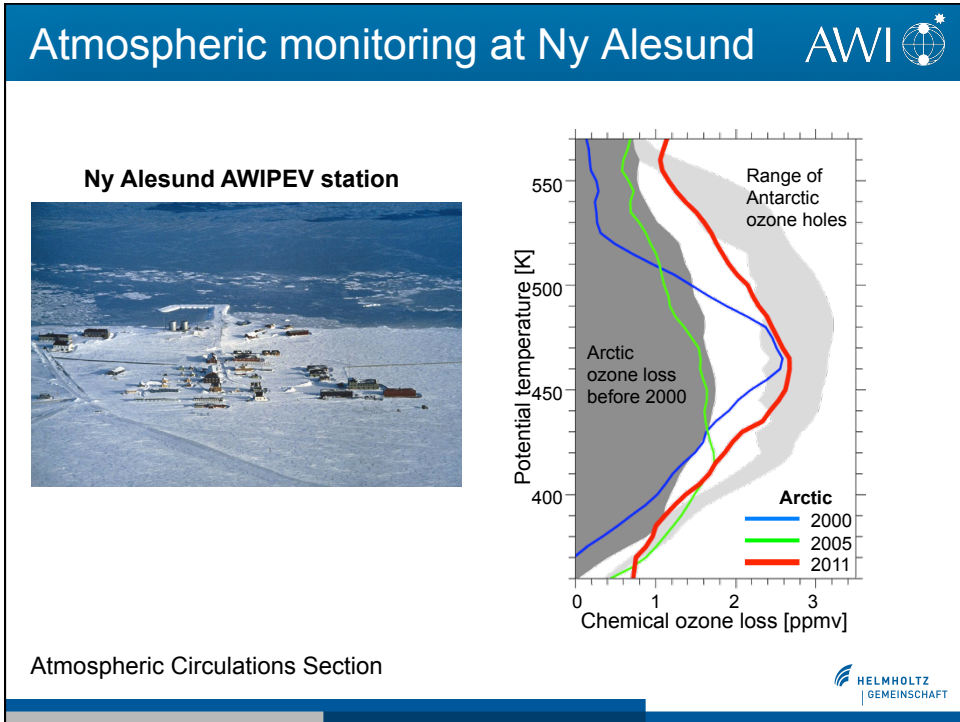 Atmospheric monitoring at Ny Alesund
AWI
Ny Alesund AWIPEV station
Range of
Antarctic
ozone holes
Arctic
ozone loss
before 2000
Potential temperature [K]
550
500
450
400
Arctic
2000
2005
2011
0 1 2 3
Chemical ozone loss [ppmv]
Atmospheric Circulations Section
HELMHOLTZ
GEMEINSCHAFT